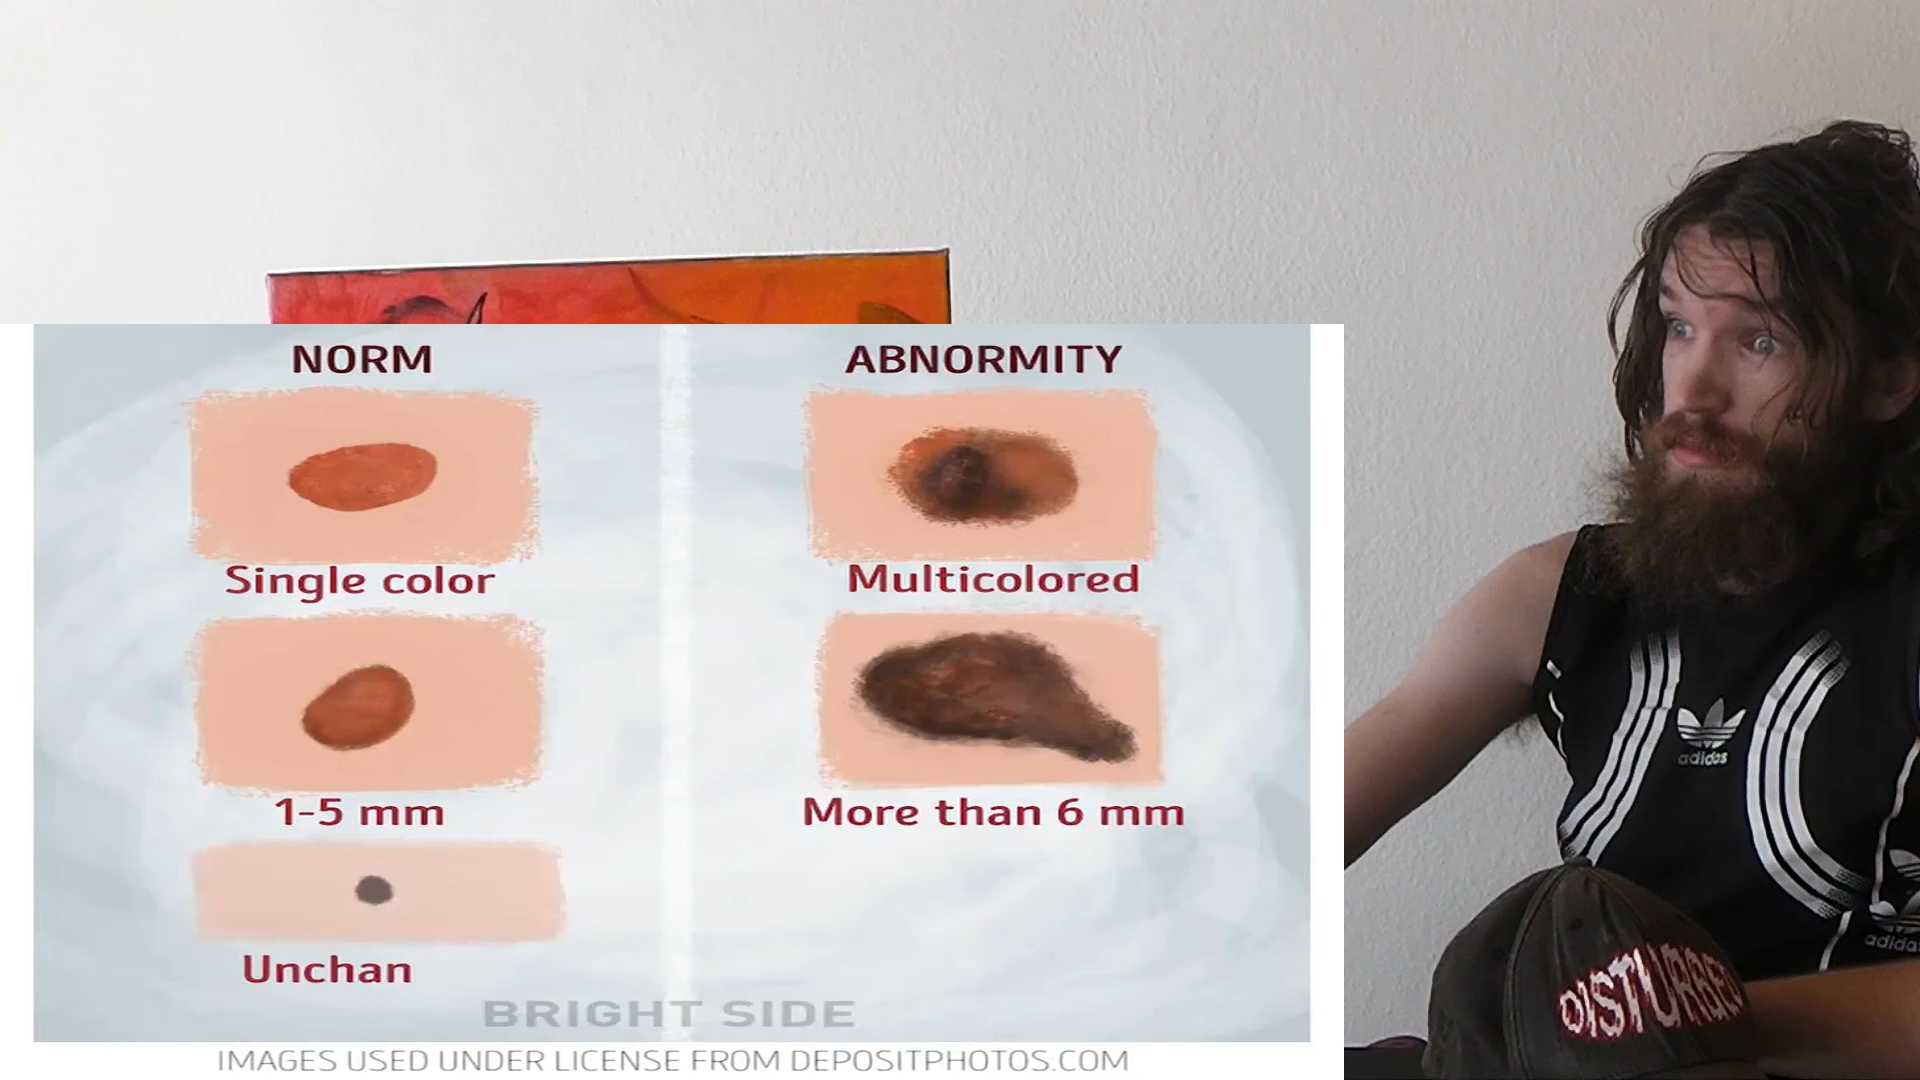 NORM
ABNORMITY
Single color
Multicolored
1-5 mm
More than 6 mm
Unchan
BRIGHT SIDE
IMAGES USED UNDER LICENSE FROM DEPOSITPHOTOS.COM
adidas
adidas
DISTURBED